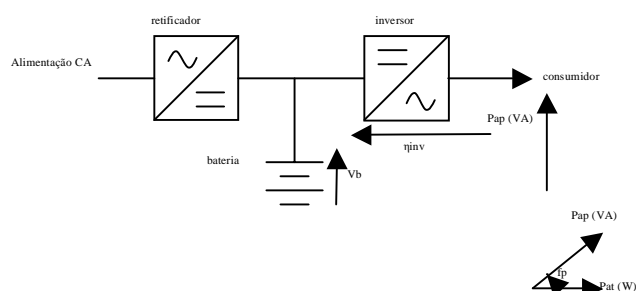 retificador
inversor
Alimentação CA
consumidor
Pap (VA)
ηinv
bateria
Vb
Pap (VA)
fp
Pat (W)